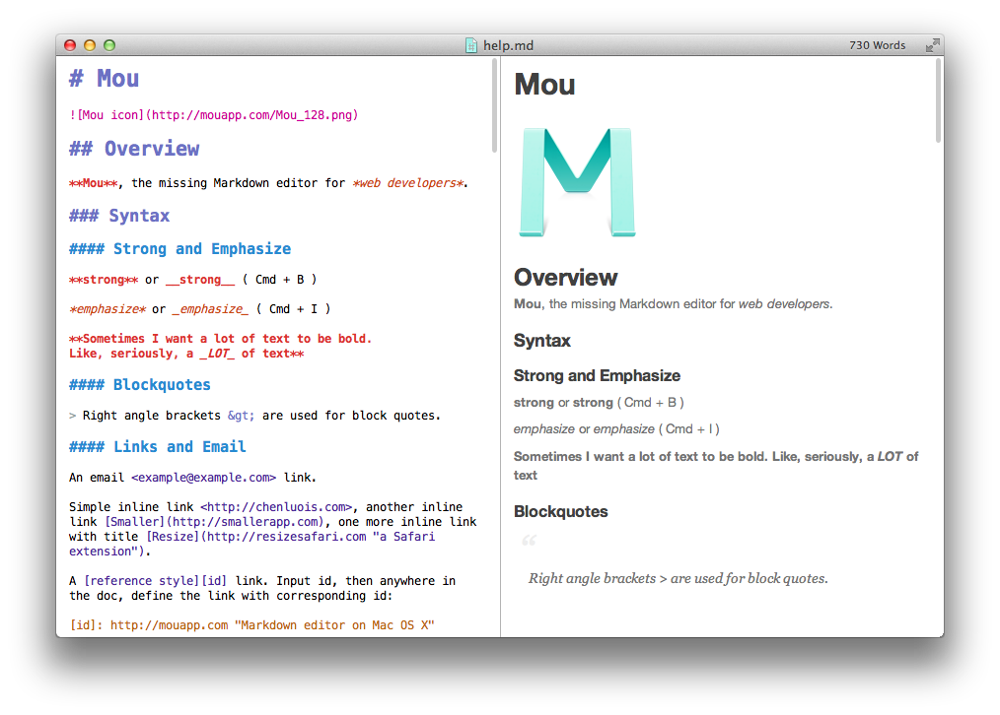 help.md
730 Words
# Mou
![Mou icon](http://mouapp.com/Mou_128.png)
## Overview
**Mou**, the missing Markdown editor for *web developers*.
### Syntax
#### Strong and Emphasize
**strong** or __strong__ ( Cmd + B )
*emphasize* or _emphasize_ ( Cmd + I )
**Sometimes I want a lot of text to be bold.
Like, seriously, a _LOT_ of text**
#### Blockquotes
> Right angle brackets &gt; are used for block quotes.
#### Links and Email
An email <example@example.com> link.
Simple inline link <http://chenluois.com>, another inline
link [Smaller](http://smallerapp.com), one more inline link
with title [Resize](http://resizesafari.com "a Safari
extension").
A [reference style][id] link. Input id, then anywhere in
the doc, define the link with corresponding id:
[id]: http://mouapp.com "Markdown editor on Mac OS X"
Mou
Overview
Mou, the missing Markdown editor for web developers.
Syntax
Strong and Emphasize
strong or strong ( Cmd + B )
emphasize or emphasize ( Cmd + I )
Sometimes I want a lot of text to be bold. Like, seriously, a LOT of
text
Blockquotes
“
Right angle brackets > are used for block quotes.